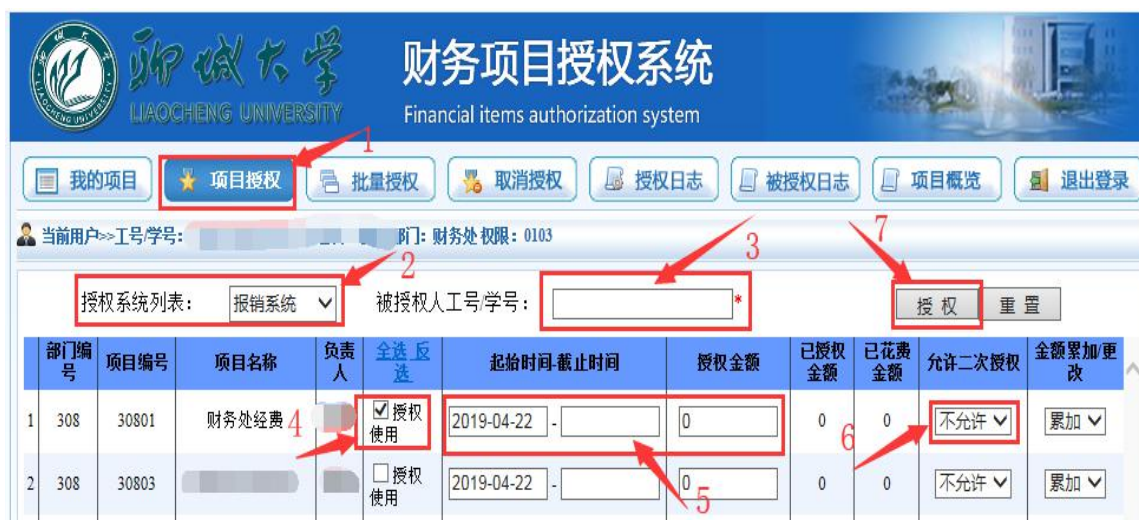 聊城大学
LIAOCHENG UNIVERSITY
LIAOCHENG UNIVERSITY
财务项目授权系统
Financial items authorization system
1
我的项目 项目授权 批量授权 取消授权 授权日志 被授权日志 项目概览 退出登录
当前用户>>工号/学号: 部门: 财务处 权限: 0103
2 3 7
授权系统列表: 报销系统 被授权人工号/学号: * 授 权 重 置
部门编号 项目编号 项目名称 负责人 全选 反选 起始时间-截止时间 授权金额 已授权金额 已花费金额 允许二次授权 金额累加/更改
1 308 30801 财务处经费 授权使用 2019-04-22 - 0 0 0 不允许 累加
4 6
2 308 30803 授权使用 2019-04-22 - 0 0 0 不允许 累加
5